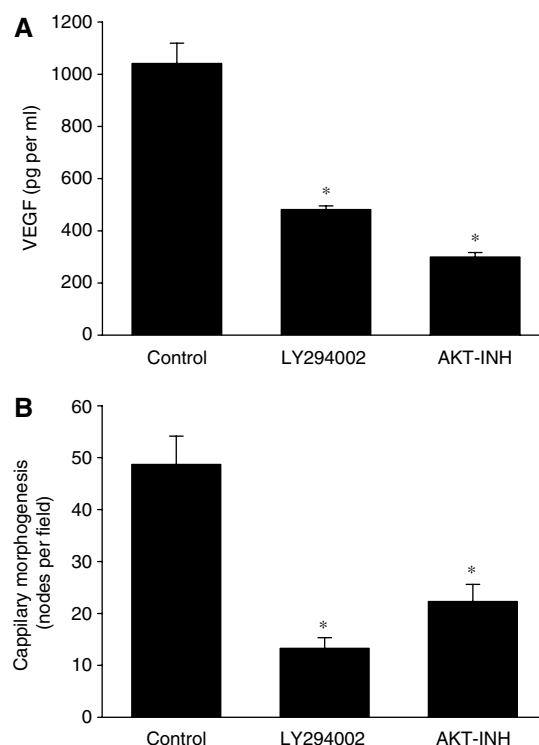 A
1200
1000
800
600
400
200
0
VEGF (pg per ml)
*
*
Control
LY294002
AKT-INH
B
60
50
40
30
20
10
0
Cappilary morphogenesis
(nodes per field)
*
*
Control
LY294002
AKT-INH